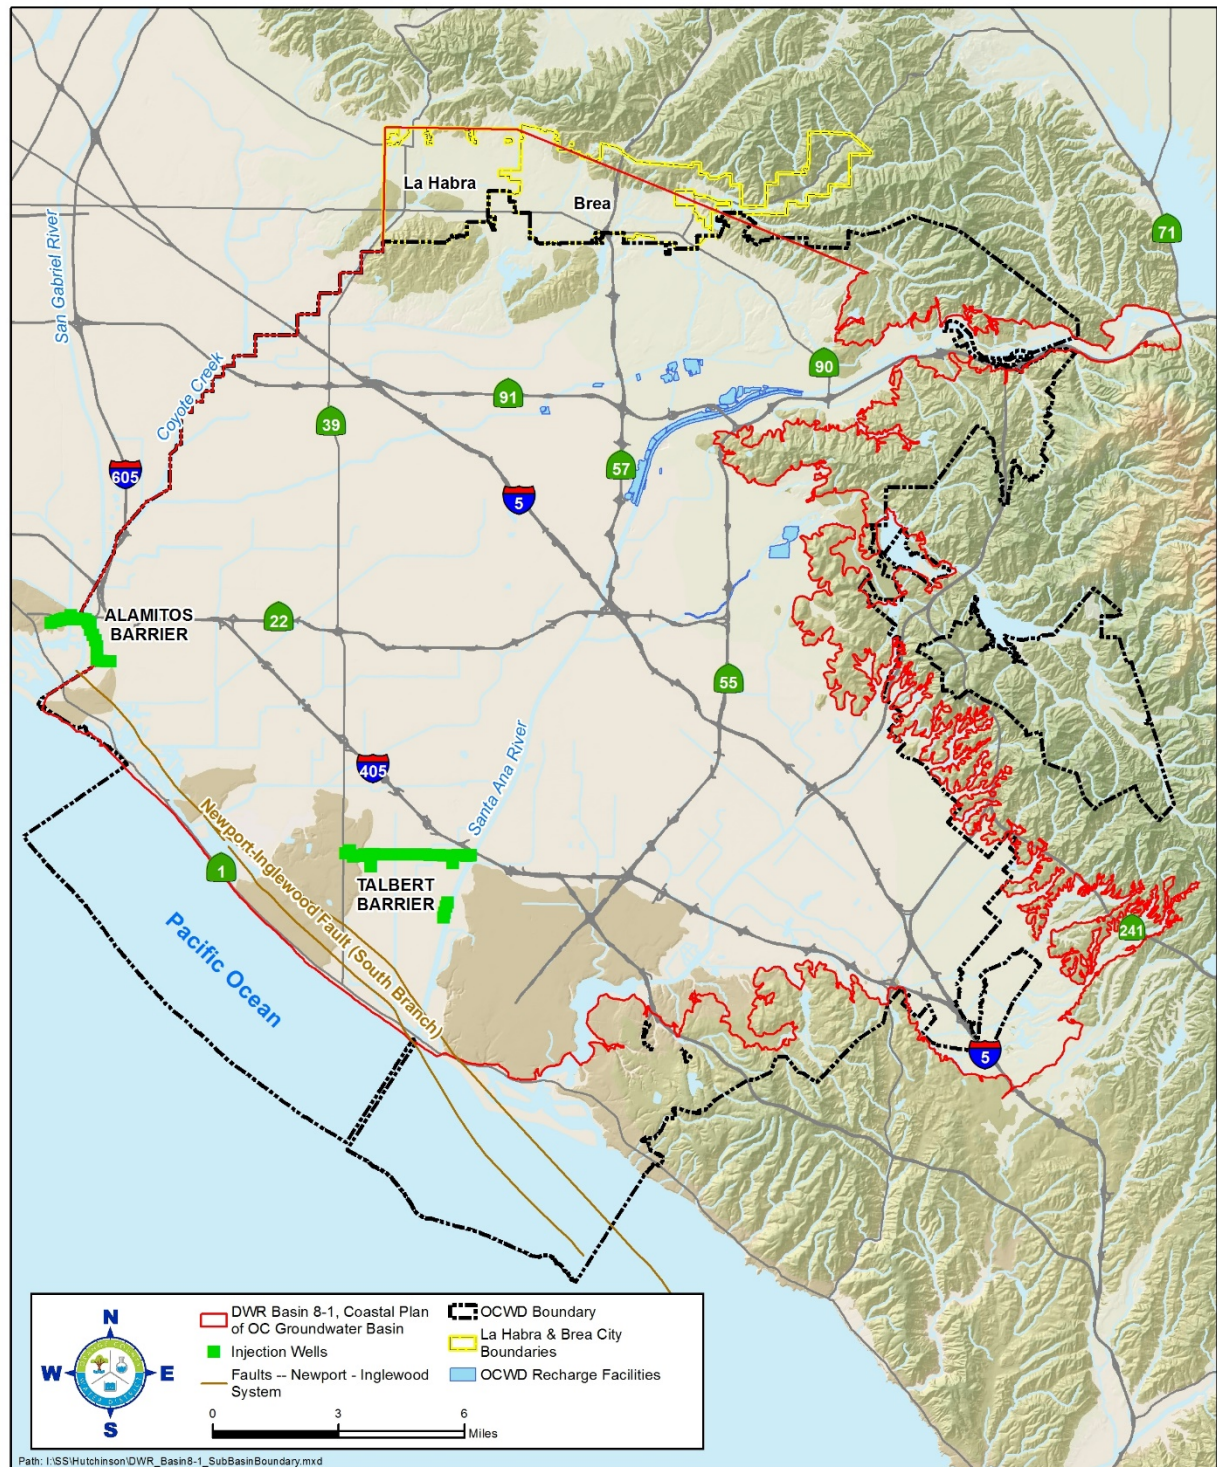 La Habra
Brea
71
San Gabriel River
Coyote Creek
90
91
39
57
605
5
ALAMITOS
BARRIER
22
55
405
Santa Ana River
Newport-Inglewood Fault (South Branch)
1
TALBERT
BARRIER
Pacific Ocean
241
5
N
W
E
S
DWR Basin 8-1, Coastal Plan
of OC Groundwater Basin
Injection Wells
Faults -- Newport - Inglewood
System
OCWD Boundary
La Habra & Brea City
Boundaries
OCWD Recharge Facilities
0 3 6
Miles
Path: I:\SS\Hutchinson\DWR_Basin8-1_SubBasinBoundary.mxd